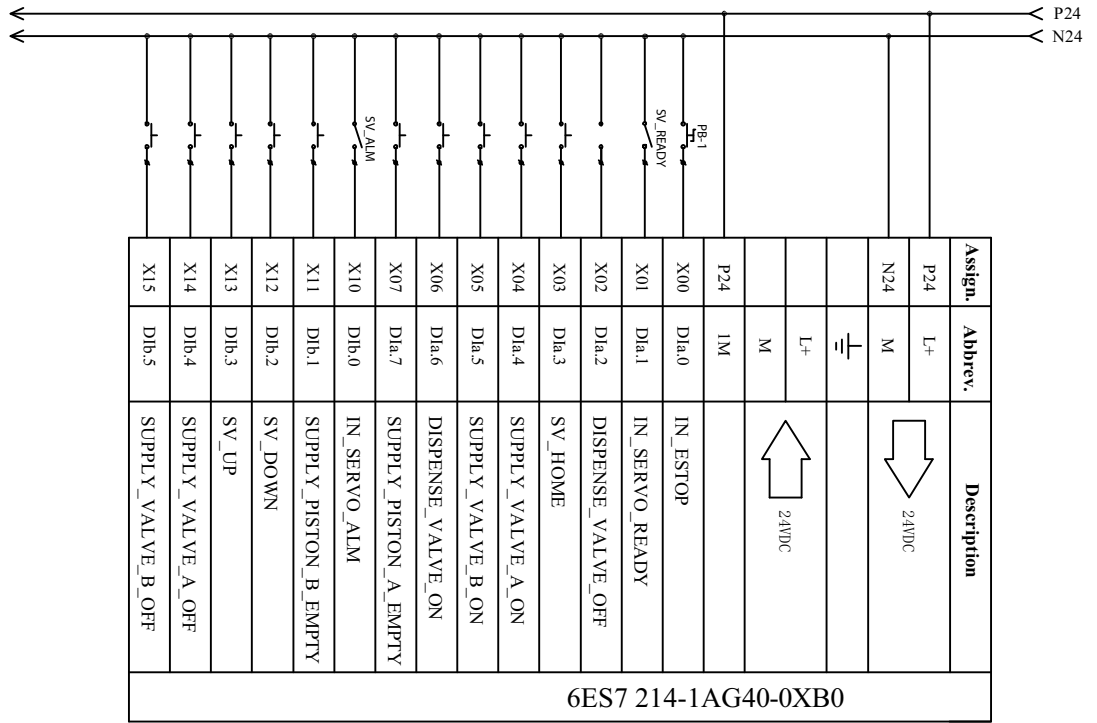 P24
N24
SV_ALM
SV_READY
PB-1
Assign. Abbrev. Description
P24 L+ 24VDC
N24 M
L+ 24VDC
M
P24 1M
X00 DIa.0 IN_ESTOP
X01 DIa.1 IN_SERVO_READY
X02 DIa.2 DISPENSE_VALVE_OFF
X03 DIa.3 SV_HOME
X04 DIa.4 SUPPLY_VALVE_A_ON
X05 DIa.5 SUPPLY_VALVE_B_ON
X06 DIa.6 DISPENSE_VALVE_ON
X07 DIa.7 SUPPLY_PISTON_A_EMPTY
X10 DIb.0 IN_SERVO_ALM
X11 DIb.1 SUPPLY_PISTON_B_EMPTY
X12 DIb.2 SV_DOWN
X13 DIb.3 SV_UP
X14 DIb.4 SUPPLY_VALVE_A_OFF
X15 DIb.5 SUPPLY_VALVE_B_OFF
6ES7 214-1AG40-0XB0